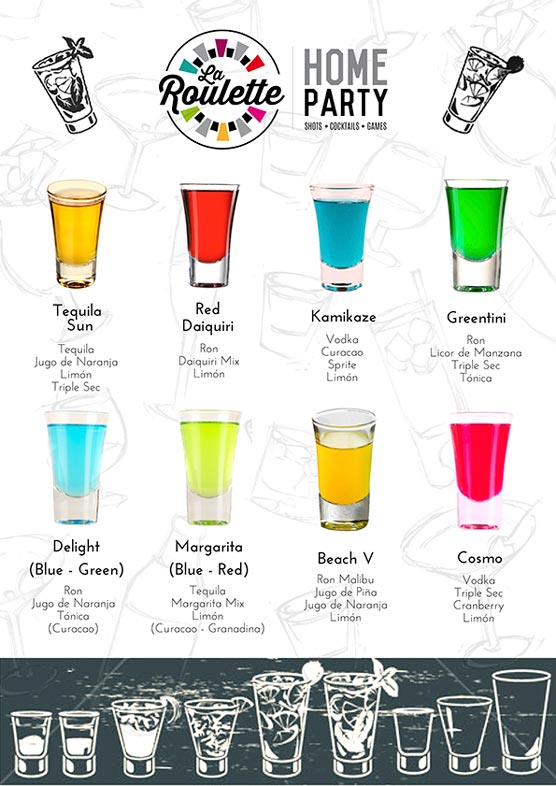 La
Roulette
HOME
PARTY
SHOTS • COCKTAILS • GAMES
Tequila
Sun
Tequila
Jugo de Naranja
Limón
Triple Sec
Red
Daiquiri
Ron
Daiquiri Mix
Limón
Kamikaze
Vodka
Curacao
Sprite
Limón
Greentini
Ron
Licor de Manzana
Triple Sec
Tónica
Delight
(Blue - Green)
Ron
Jugo de Naranja
Tónica
(Curacao)
Margarita
(Blue - Red)
Tequila
Margarita Mix
Limón
(Curacao - Granadina)
Beach V
Ron Malibu
Jugo de Piña
Jugo de Naranja
Limón
Cosmo
Vodka
Triple Sec
Cranberry
Limón